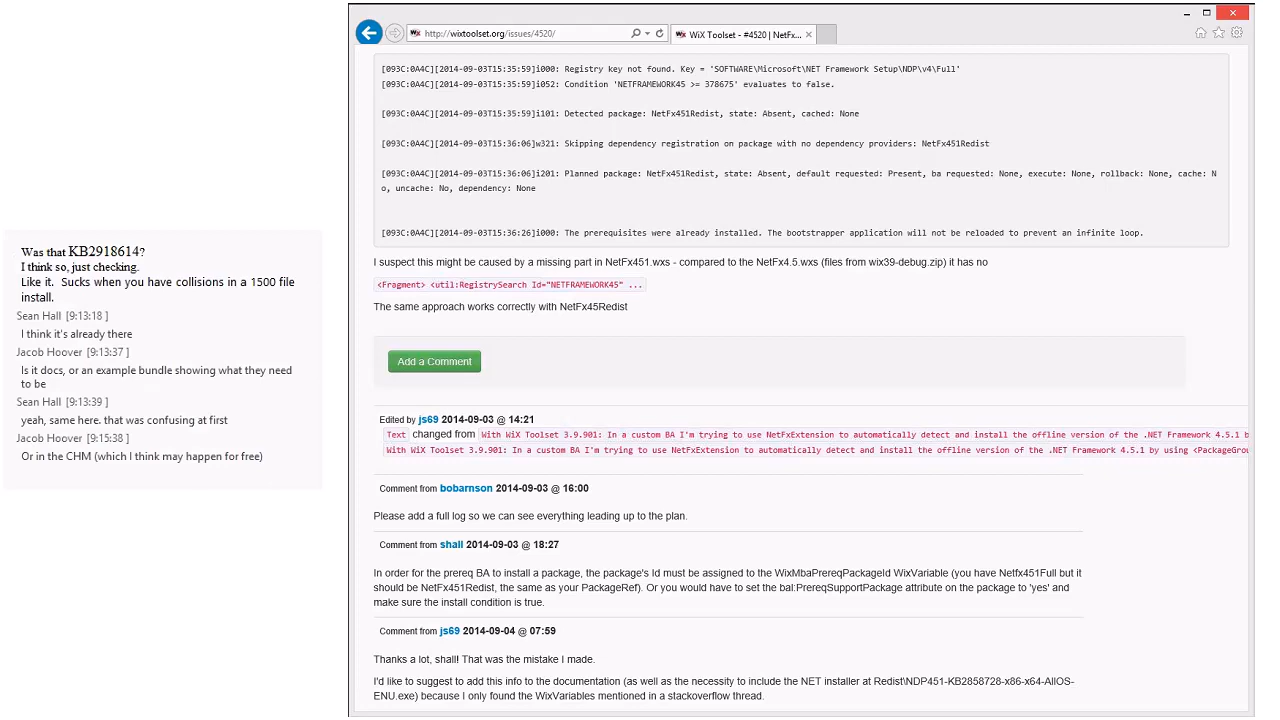 Was that KB2918614?
I think so, just checking.
Like it.  Sucks when you have collisions in a 1500 file
install.
Sean Hall [9:13:18 ]
I think it's already there
Jacob Hoover [9:13:37 ]
Is it docs, or an example bundle showing what they need
to be
Sean Hall [9:13:39 ]
yeah, same here. that was confusing at first
Jacob Hoover [9:15:38 ]
Or in the CHM (which I think may happen for free)
http://wixtoolset.org/issues/4520/
WiX Toolset - #4520 | NetFx...
[093C:0A4C][2014-09-03T15:35:59]i000: Registry key not found. Key = 'SOFTWARE\Microsoft\NET Framework Setup\NDP\v4\Full'
[093C:0A4C][2014-09-03T15:35:59]i052: Condition 'NETFRAMEWORK45 >= 378675' evaluates to false.
[093C:0A4C][2014-09-03T15:35:59]i101: Detected package: NetFx451Redist, state: Absent, cached: None
[093C:0A4C][2014-09-03T15:36:06]w321: Skipping dependency registration on package with no dependency providers: NetFx451Redist
[093C:0A4C][2014-09-03T15:36:06]i201: Planned package: NetFx451Redist, state: Absent, default requested: Present, ba requested: None, execute: None, rollback: None, cache: N
o, uncache: No, dependency: None
[093C:0A4C][2014-09-03T15:36:26]i000: The prerequisites were already installed. The bootstrapper application will not be reloaded to prevent an infinite loop.
I suspect this might be caused by a missing part in NetFx451.wxs - compared to the NetFx4.5.wxs (files from wix39-debug.zip) it has no
<Fragment> <util:RegistrySearch Id="NETFRAMEWORK45" ...
The same approach works correctly with NetFx45Redist
Add a Comment
Edited by js69 2014-09-03 @ 14:21
Text changed from With WiX Toolset 3.9.901: In a custom BA I'm trying to use NetFxExtension to automatically detect and install the offline version of the .NET Framework 4.5.1 b
With WiX Toolset 3.9.901: In a custom BA I'm trying to use NetFxExtension to automatically detect and install the offline version of the .NET Framework 4.5.1 by using <PackageGrou
Comment from bobarnson 2014-09-03 @ 16:00
Please add a full log so we can see everything leading up to the plan.
Comment from shall 2014-09-03 @ 18:27
In order for the prereq BA to install a package, the package's Id must be assigned to the WixMbaPrereqPackageId WixVariable (you have Netfx451Full but it
should be NetFx451Redist, the same as your PackageRef). Or you would have to set the bal:PrereqSupportPackage attribute on the package to 'yes' and
make sure the install condition is true.
Comment from js69 2014-09-04 @ 07:59
Thanks a lot, shall! That was the mistake I made.
I'd like to suggest to add this info to the documentation (as well as the necessity to include the NET installer at Redist\NDP451-KB2858728-x86-x64-AllOS-
ENU.exe) because I only found the WixVariables mentioned in a stackoverflow thread.